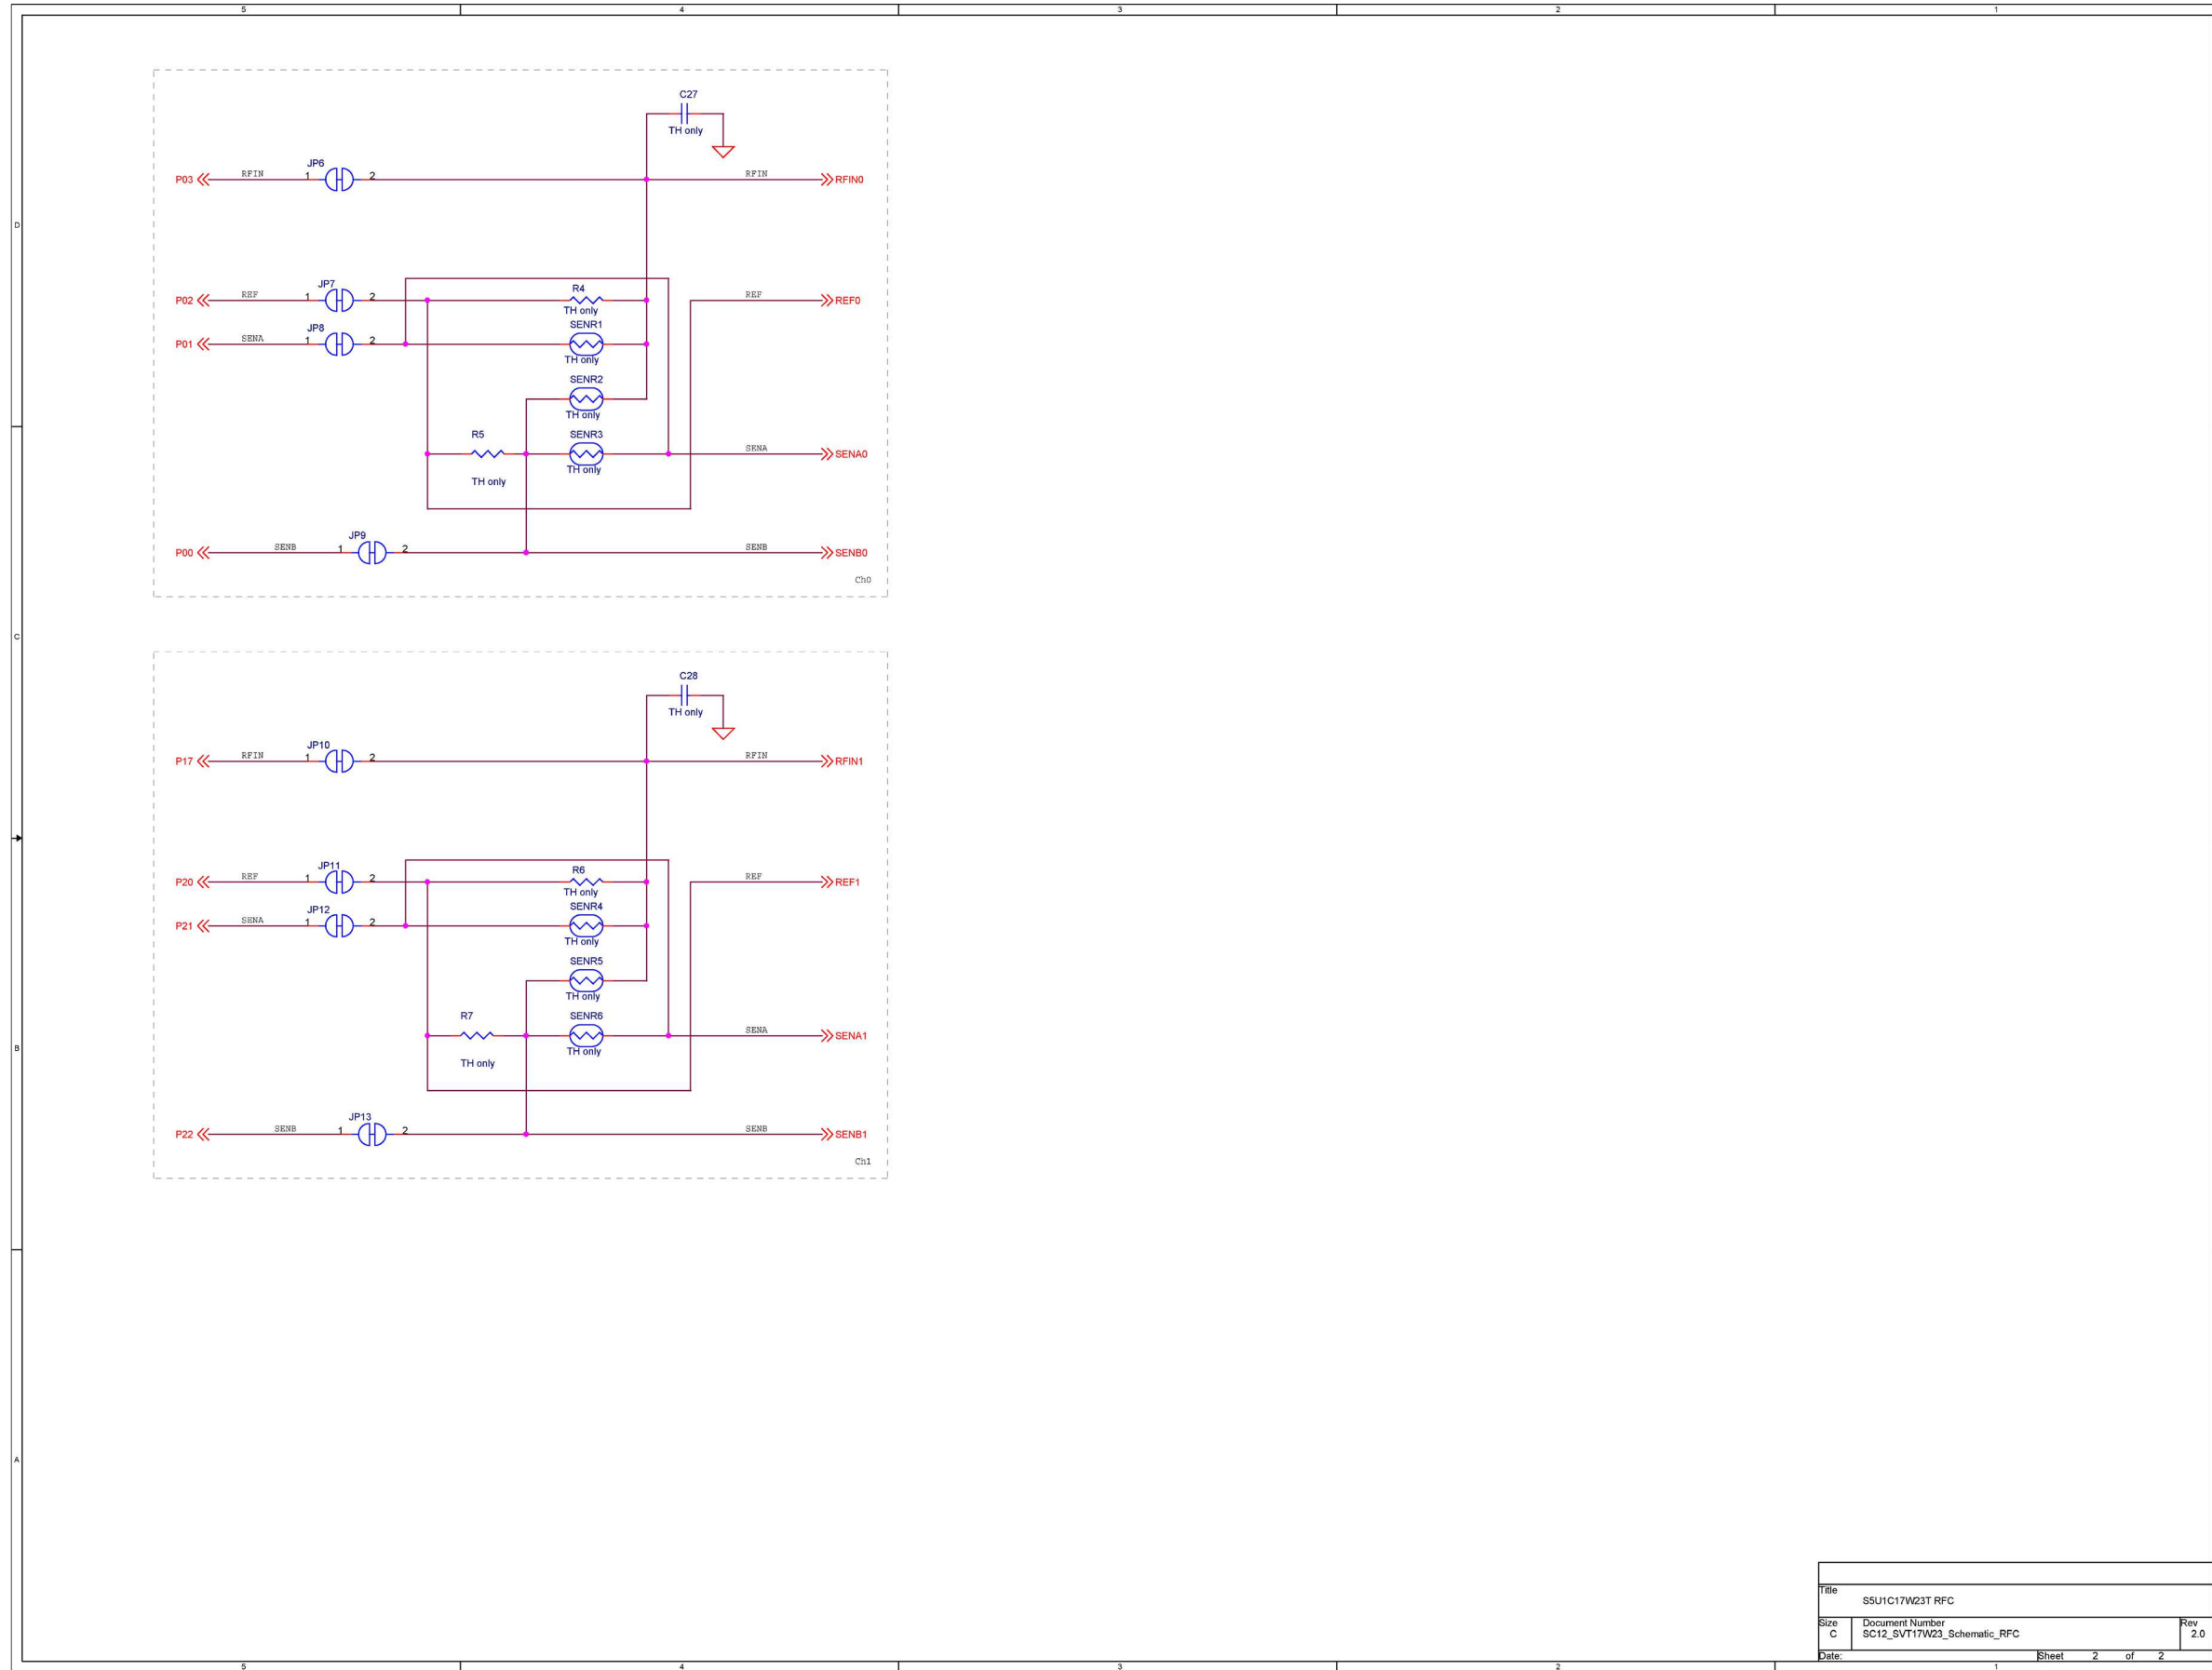 5 4 3 2 1
C27
TH only
JP6
P03 RFIN 1 2 RFIN RFIN0
D
JP7
P02 REF 1 2 R4 REF REF0
TH only
JP8 SENR1
P01 SENA 1 2
TH only
SENR2
TH only
R5 SENR3
SENA SENA0
TH only
TH only
JP9
P00 SENB 1 2 SENB SENB0
Ch0
C
C28
TH only
JP10
P17 RFIN 1 2 RFIN RFIN1
JP11
P20 REF 1 2 R6 REF REF1
TH only
JP12 SENR4
P21 SENA 1 2
TH only
SENR5
TH only
R7 SENR6
SENA SENA1
B
TH only
TH only
JP13
P22 SENB 1 2 SENB SENB1
Ch1
A
Title
S5U1C17W23T RFC
Size Document Number Rev
C SC12_SVT17W23_Schematic_RFC 2.0
Date: Sheet 2 of 2
5 4 3 2 1